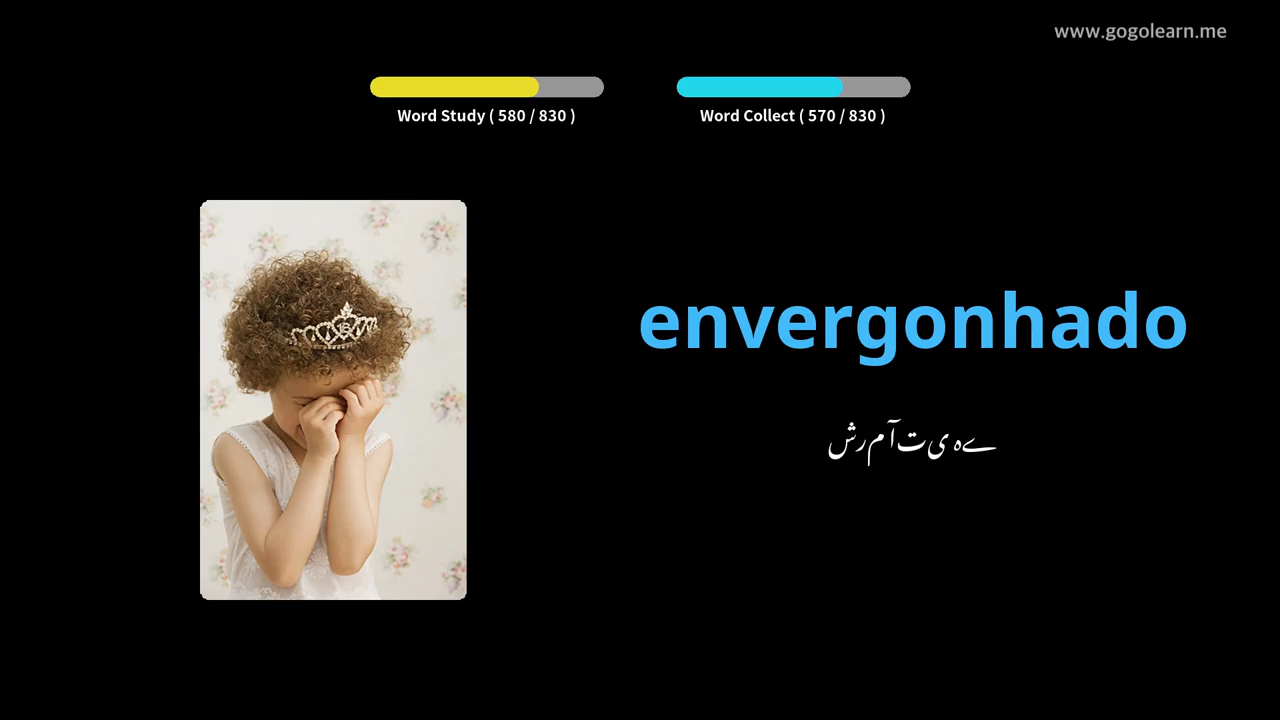 www.gogolearn.me
Word Study ( 580 / 830 )
Word Collect ( 570 / 830 )
envergonhado
شرم آتی ہے